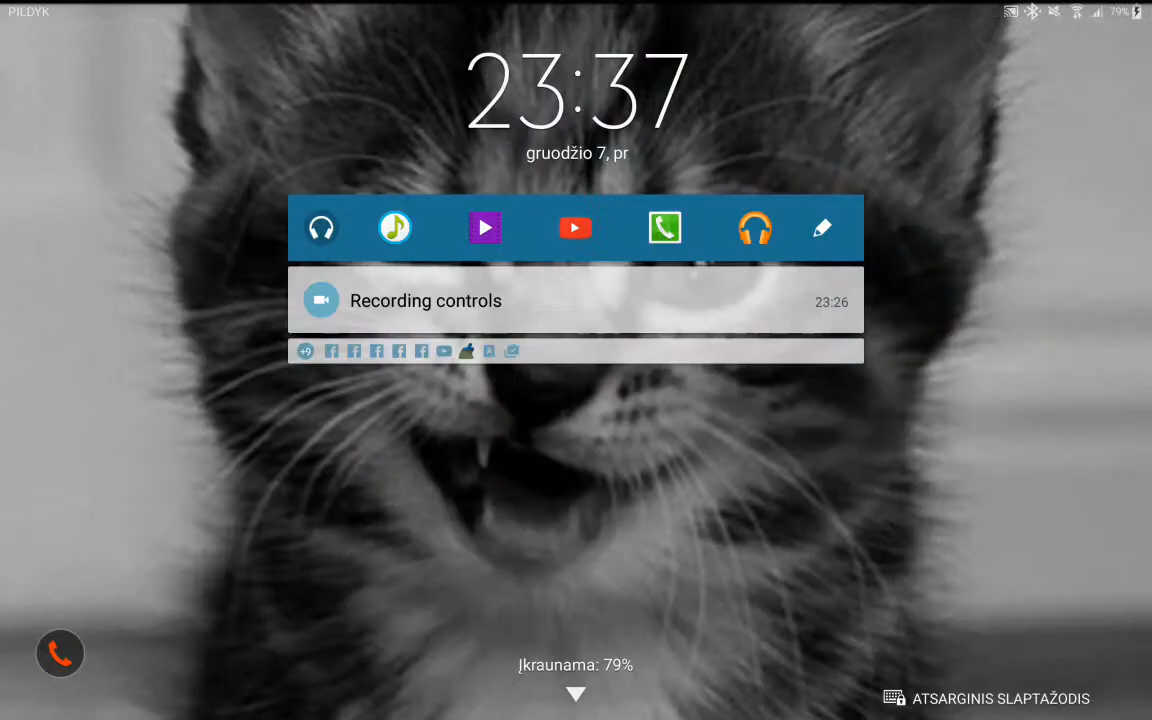 PILDYK
79%
23:37
gruodžio 7, pr
Recording controls
23:26
+9
A
Įkraunama: 79%
ATSARGINIS SLAPTAŽODIS